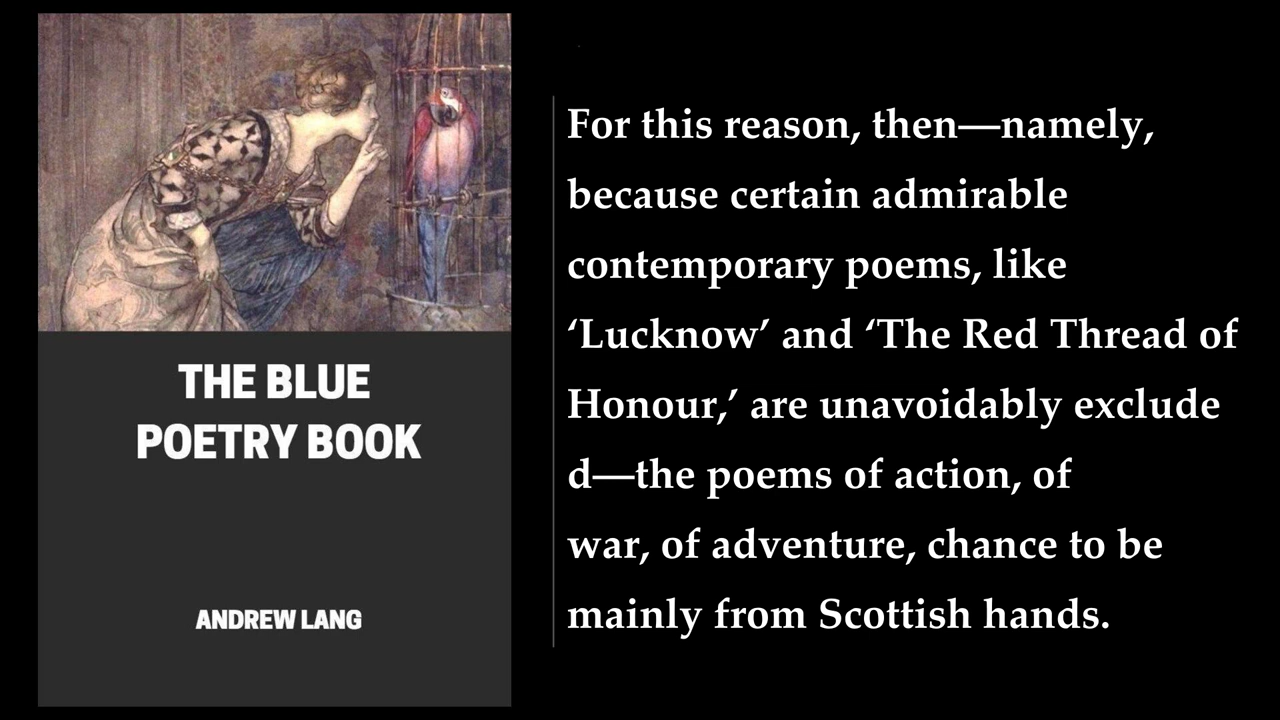 THE BLUE
POETRY BOOK
ANDREW LANG
For this reason, then—namely,
because certain admirable
contemporary poems, like
‘Lucknow’ and ‘The Red Thread of
Honour,’ are unavoidably exclude
d—the poems of action, of
war, of adventure, chance to be
mainly from Scottish hands.